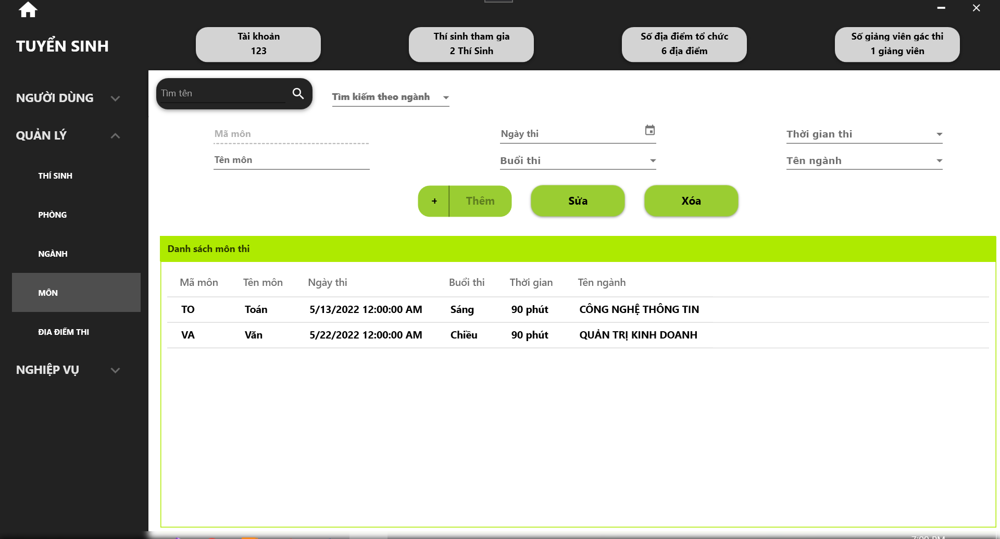 TUYỂN SINH
Tài khoản
123
Thí sinh tham gia
2 Thí Sinh
Số địa điểm tổ chức
6 địa điểm
Số giảng viên gác thi
1 giảng viên
NGƯỜI DÙNG
QUẢN LÝ
THÍ SINH
PHÒNG
NGÀNH
MÔN
ĐỊA ĐIỂM THI
NGHIỆP VỤ
Tìm tên
Tìm kiếm theo ngành
Mã môn
Ngày thi
Thời gian thi
Tên môn
Buổi thi
Tên ngành
+ Thêm
Sửa
Xóa
Danh sách môn thi
Mã môn Tên môn Ngày thi Buổi thi Thời gian Tên ngành
TO Toán 5/13/2022 12:00:00 AM Sáng 90 phút CÔNG NGHỆ THÔNG TIN
VA Văn 5/22/2022 12:00:00 AM Chiều 90 phút QUẢN TRỊ KINH DOANH